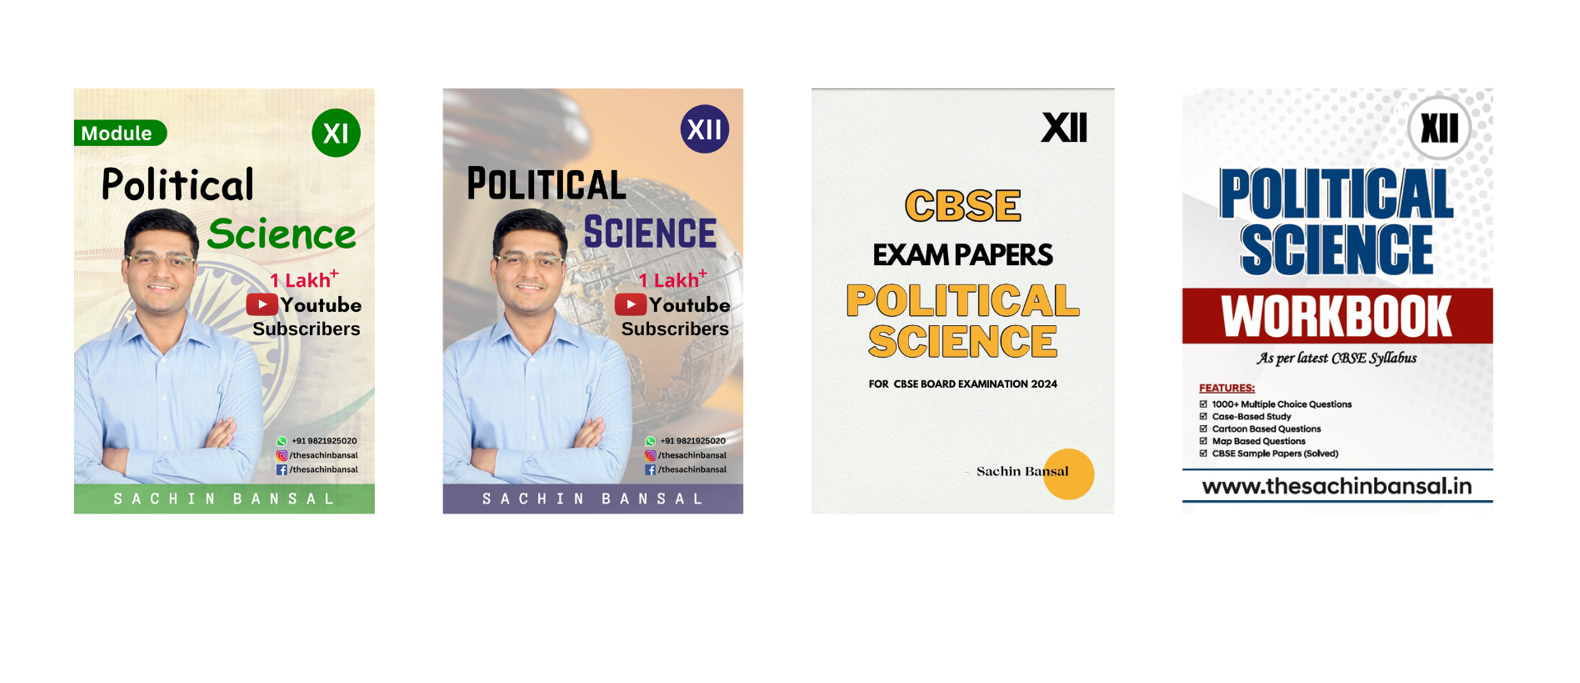 Module
XI
Political
Science
1 Lakh+
Youtube
Subscribers
+91 9821925020
/thesachinbansal
/thesachinbansal
SACHIN BANSAL
XII
POLITICAL
SCIENCE
1 Lakh+
Youtube
Subscribers
+91 9821925020
/thesachinbansal
/thesachinbansal
SACHIN BANSAL
XII
CBSE
EXAM PAPERS
POLITICAL
SCIENCE
FOR CBSE BOARD EXAMINATION 2024
- Sachin Bansal
XII
POLITICAL
SCIENCE
WORKBOOK
As per latest CBSE Syllabus
FEATURES:
1000+ Multiple Choice Questions
Case-Based Study
Cartoon Based Questions
Map Based Questions
CBSE Sample Papers (Solved)
www.thesachinbansal.in